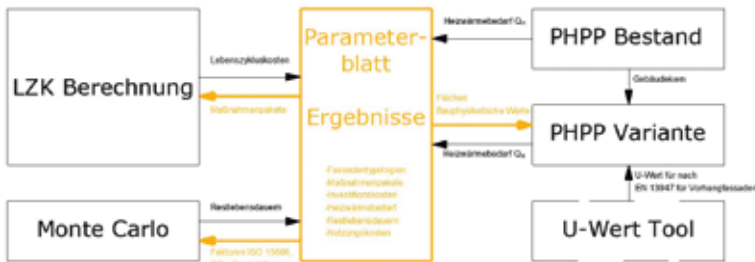 LZK Berechnung
Lebenszykluskosten
Maßnahmenpakete
Monte Carlo
Restlebensdauern
Faktoren ISO 15686,
Parameter-
blatt
Ergebnisse
-Fassadentypologien
-Maßnahmenpakete
-Investitionskosten
-Heizwärmebedarf
-Restlebensdauern
-Nutzungskosten
Heizwärmebedarf Q
Flächen
Bauphysikalische Werte
Heizwärmebedarf Q
PHPP Bestand
Gebäudekern
PHPP Variante
U-Wert für nach
EN 13947 für Vorhangfassaden
U-Wert Tool